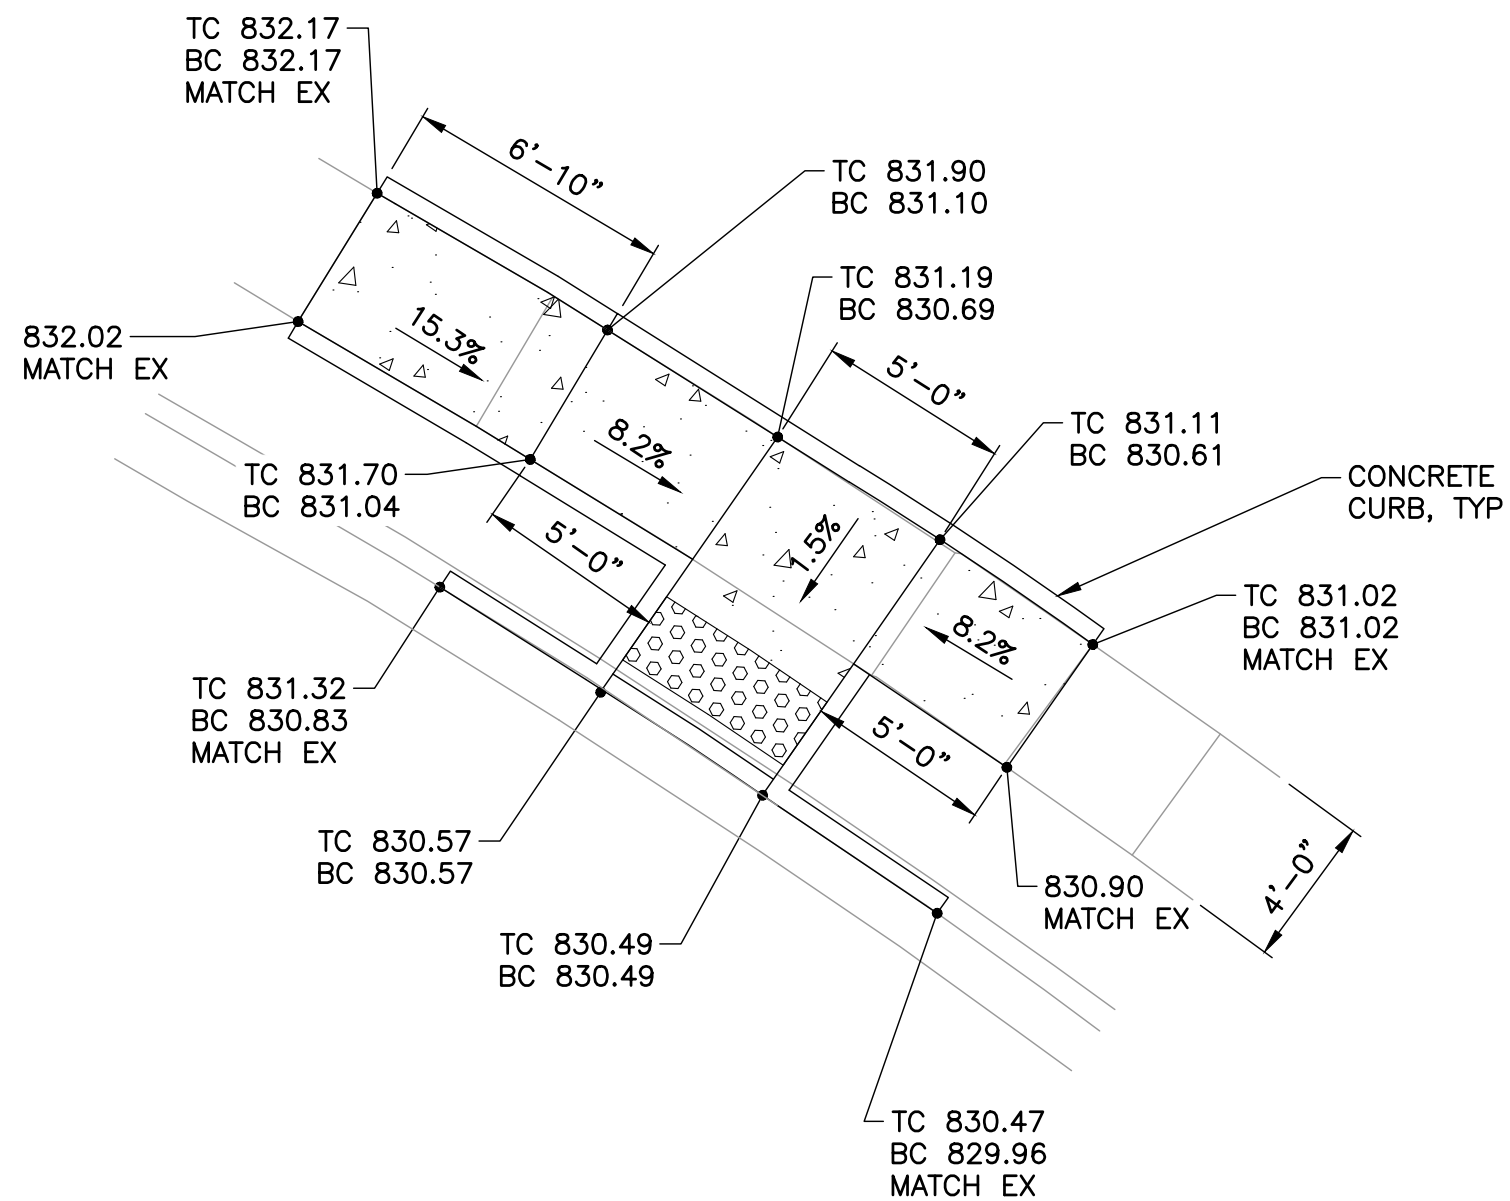 TC 832.17
BC 832.17
MATCH EX
6'-10"
TC 831.90
BC 831.10
TC 831.19
BC 830.69
832.02
MATCH EX
15.3%
8.2%
5'-0"
TC 831.11
BC 830.61
CONCRETE
CURB, TYP
TC 831.70
BC 831.04
5'-0"
1.5%
8.2%
TC 831.02
BC 831.02
MATCH EX
TC 831.32
BC 830.83
MATCH EX
5'-0"
TC 830.57
BC 830.57
830.90
MATCH EX
4'-0"
TC 830.49
BC 830.49
TC 830.47
BC 829.96
MATCH EX